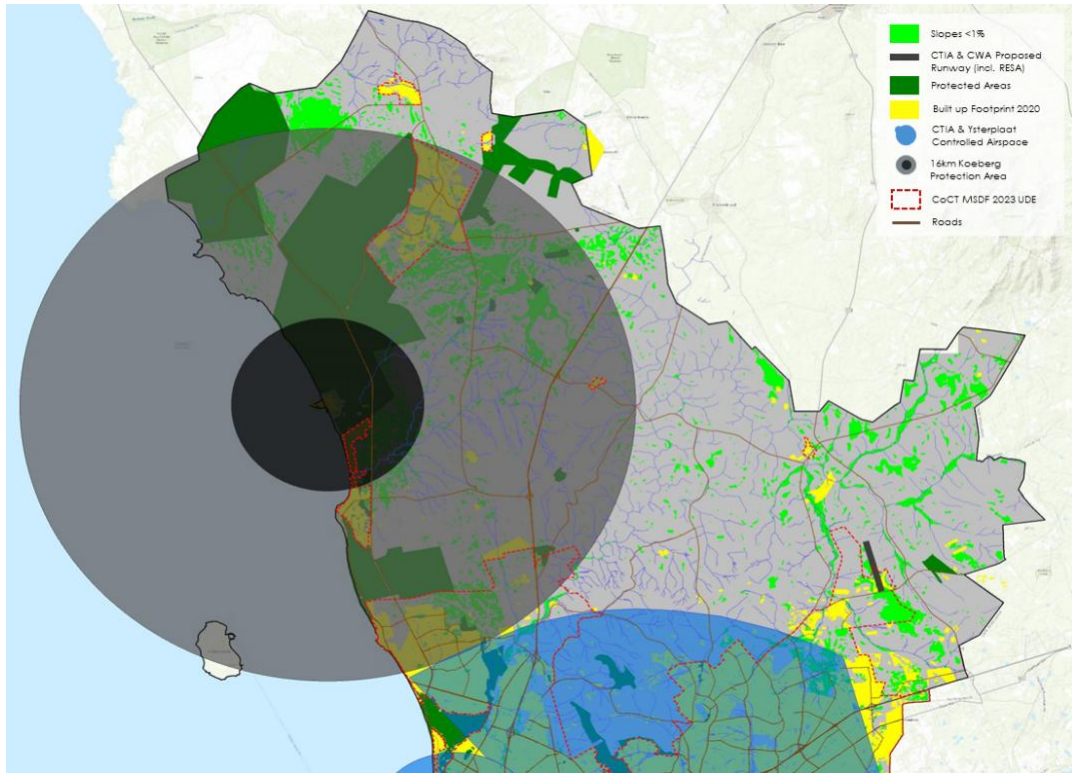 Slopes <1%
CTIA & CWA Proposed
Runway (incl. RESA)
Protected Areas
Built up Footprint 2020
CTIA & Ysterplaat
Controlled Airspace
16km Koeberg
Protection Area
CoCT MSDF 2023 UDE
Roads